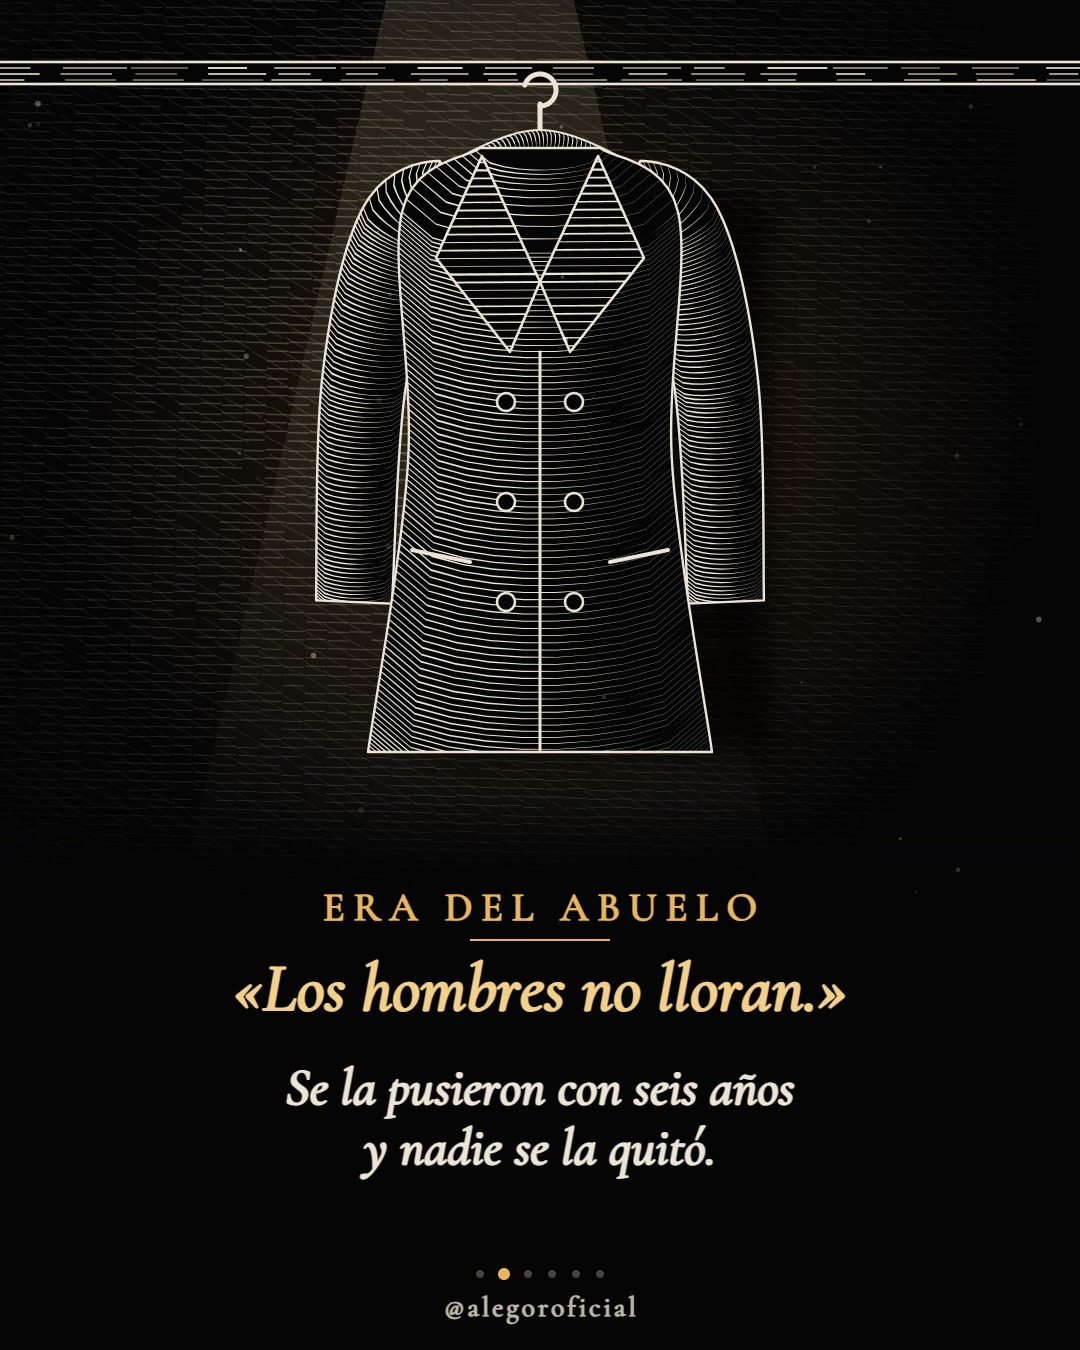 ERA DEL ABUELO
«Los hombres no lloran.»
Se la pusieron con seis años
y nadie se la quitó.
@alegoroficial